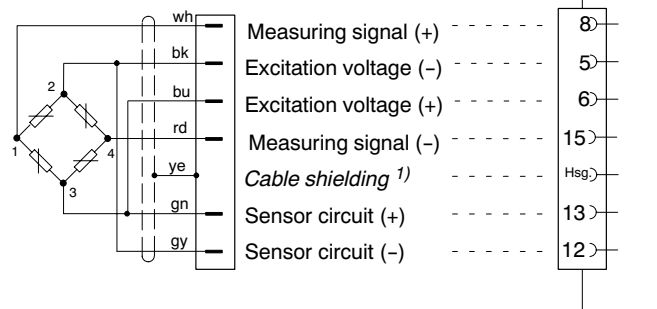 wh Measuring signal (+) 8
bk Excitation voltage (–) 5
bu Excitation voltage (+) 6
rd Measuring signal (–) 15
ye Cable shielding 1) Hsg.
gn Sensor circuit (+) 13
gy Sensor circuit (–) 12
2
1
4
3